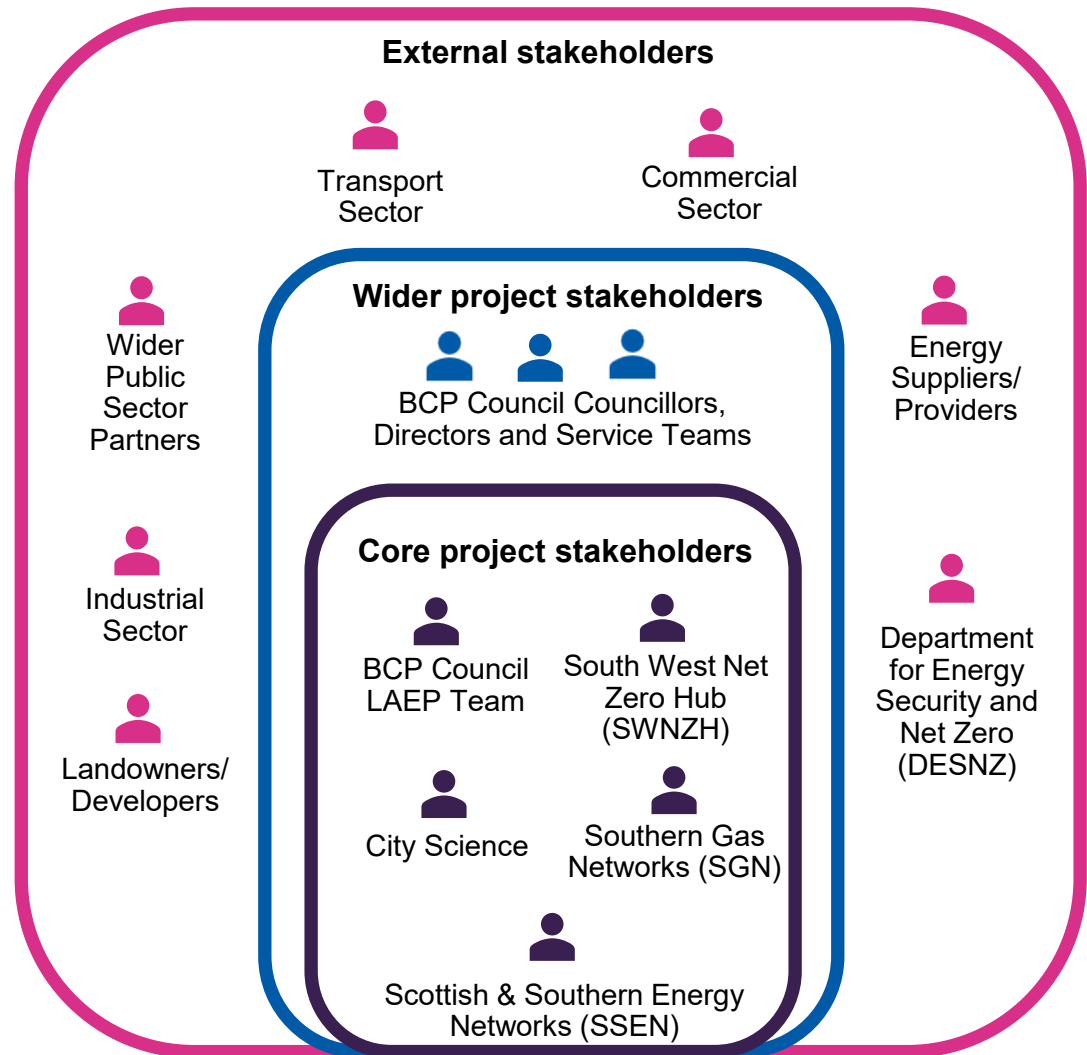 External stakeholders
Transport
Sector
Commercial
Sector
Wider
Public
Sector
Partners
Wider project stakeholders
BCP Council Councillors,
Directors and Service Teams
Energy
Suppliers/
Providers
Industrial
Sector
Landowners/
Developers
Core project stakeholders
BCP Council
LAEP Team
South West Net
Zero Hub
(SWNZH)
City Science
Southern Gas
Networks (SGN)
Scottish & Southern Energy
Networks (SSEN)
Department
for Energy
Security and
Net Zero
(DESNZ)